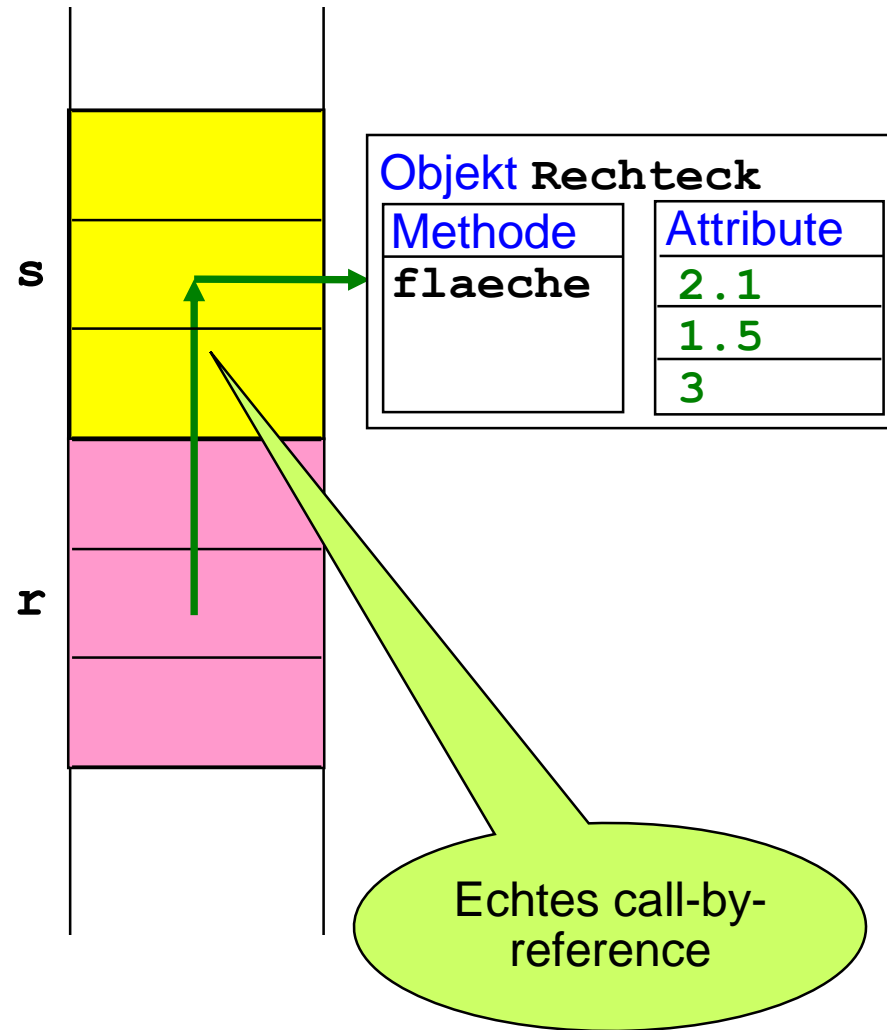 Objekt Rechteck
Methode
flaeche
Attribute
2.1
1.5
3
s
r
Echtes call-by-
reference